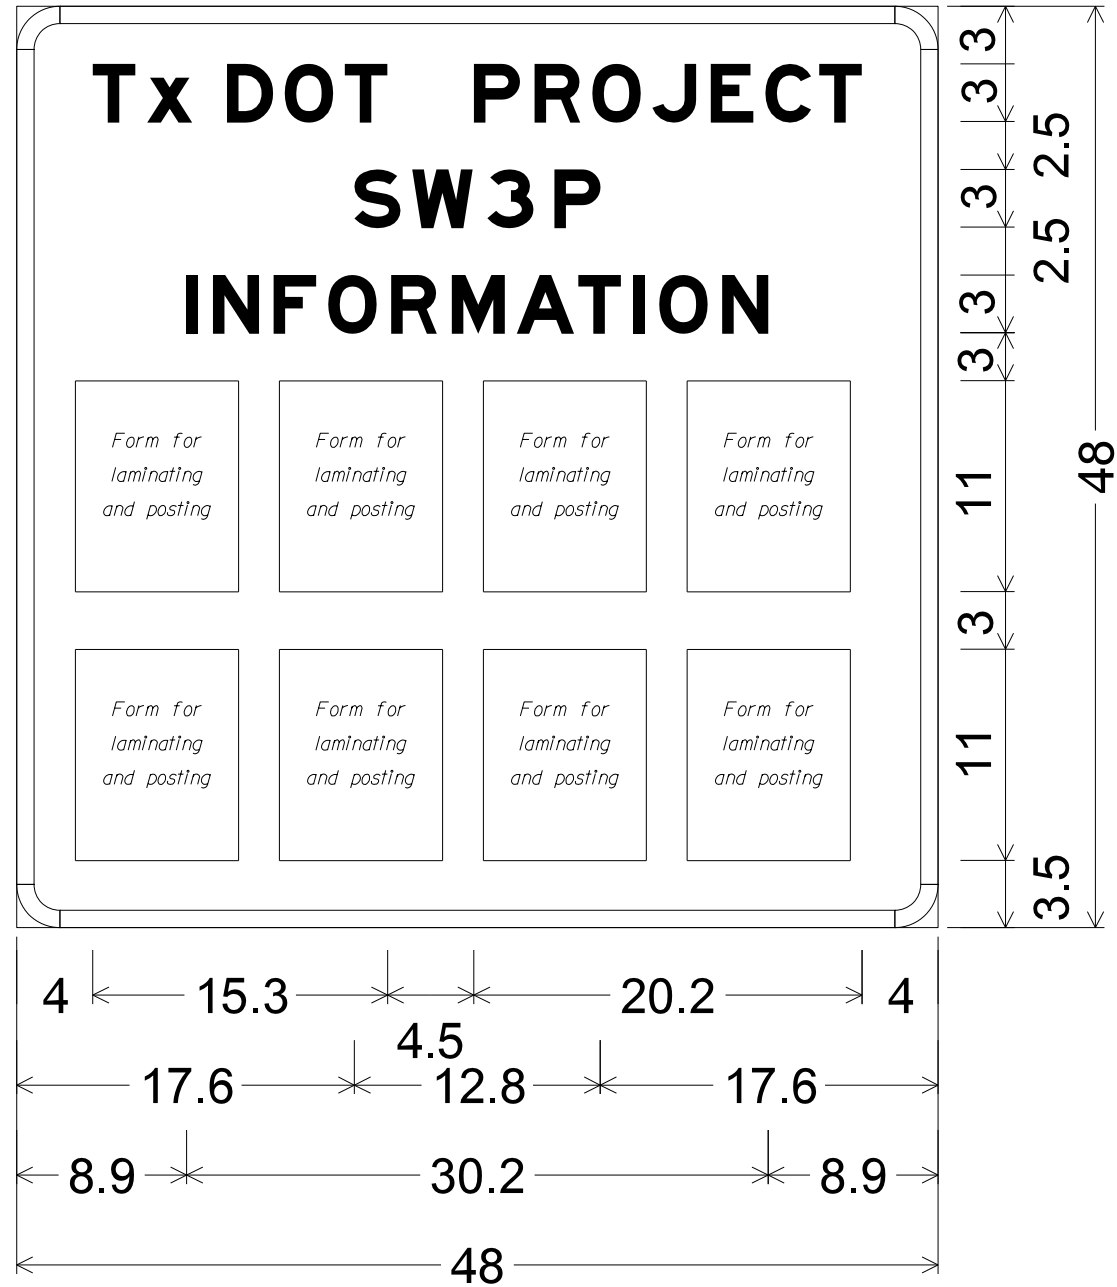 Tx DOT PROJECT
SW3P
INFORMATION
Form for
laminating
and posting
Form for
laminating
and posting
Form for
laminating
and posting
Form for
laminating
and posting
Form for
laminating
and posting
Form for
laminating
and posting
Form for
laminating
and posting
Form for
laminating
and posting
3
3
2.5
3
2.5
3
3
11
3
11
3.5
48
4 15.3 4.5 20.2 4
17.6 12.8 17.6
8.9 30.2 8.9
48